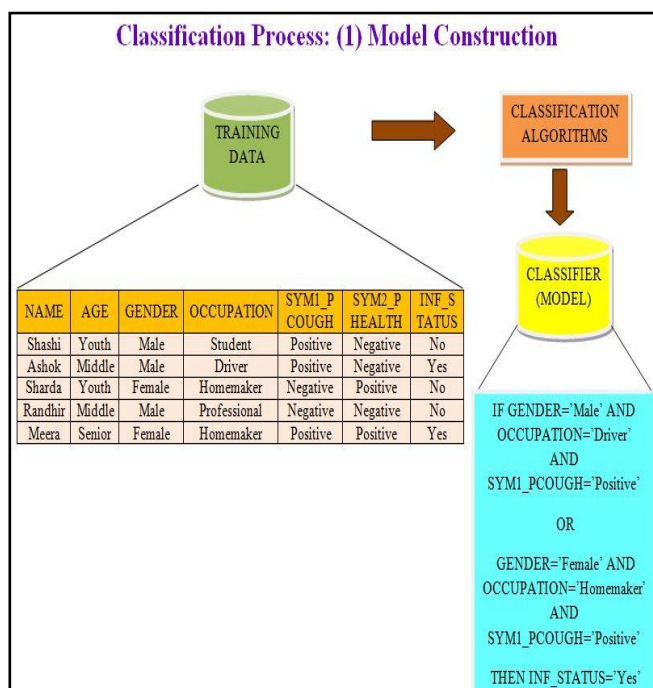 Classification Process: (1) Model Construction
TRAINING
DATA
CLASSIFICATION
ALGORITHMS
CLASSIFIER
(MODEL)
NAME AGE GENDER OCCUPATION SYM1_P COUGH SYM2_P HEALTH INF_S TATUS
Shashi Youth Male Student Positive Negative No
Ashok Middle Male Driver Positive Negative Yes
Sharda Youth Female Homemaker Negative Positive No
Randhir Middle Male Professional Negative Negative No
Meera Senior Female Homemaker Positive Positive Yes
IF GENDER='Male' AND
OCCUPATION='Driver'
AND
SYM1_PCOUGH='Positive'
OR
GENDER='Female' AND
OCCUPATION='Homemaker'
AND
SYM1_PCOUGH='Positive'
THEN INF_STATUS='Yes'